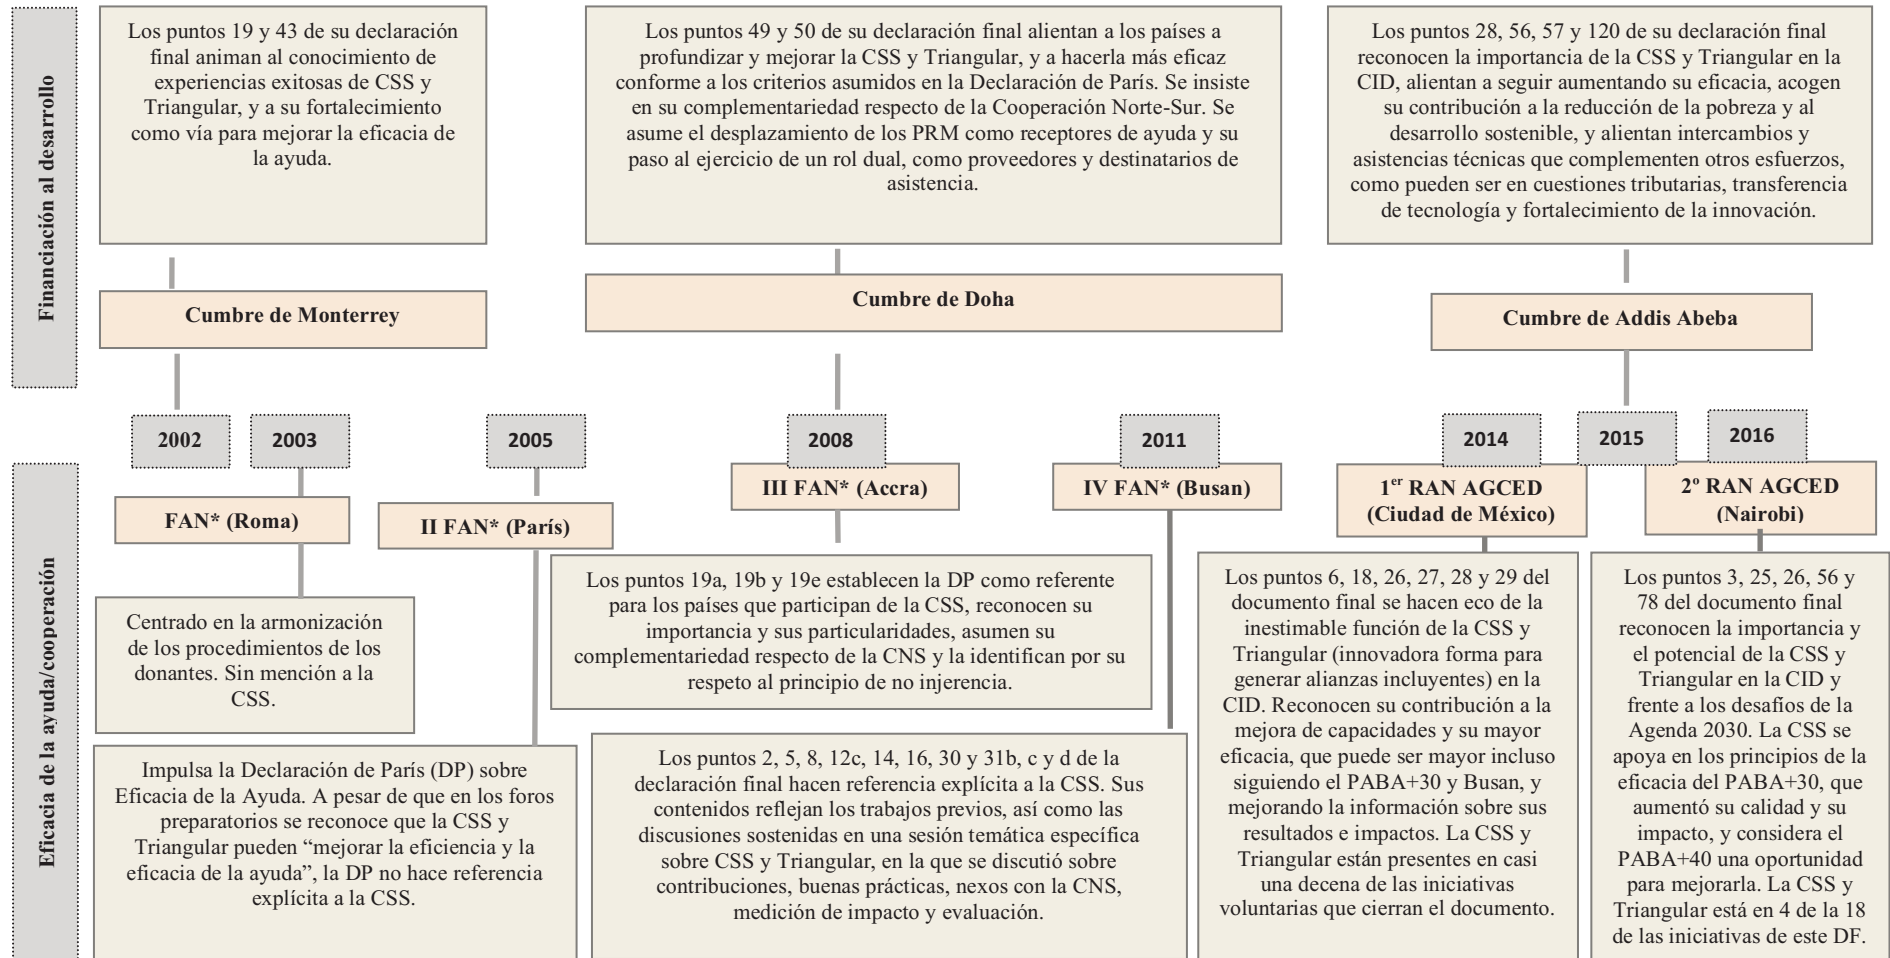 Financiación al desarrollo
Los puntos 19 y 43 de su declaración
final animan al conocimiento de
experiencias exitosas de CSS y
Triangular, y a su fortalecimiento
como vía para mejorar la eficacia de
la ayuda.
Los puntos 49 y 50 de su declaración final alientan a los países a
profundizar y mejorar la CSS y Triangular, y a hacerla más eficaz
conforme a los criterios asumidos en la Declaración de París. Se insiste
en su complementariedad respecto de la Cooperación Norte-Sur. Se
asume el desplazamiento de los PRM como receptores de ayuda y su
paso al ejercicio de un rol dual, como proveedores y destinatarios de
asistencia.
Los puntos 28, 56, 57 y 120 de su declaración final
reconocen la importancia de la CSS y Triangular en la
CID, alientan a seguir aumentando su eficacia, acogen
su contribución a la reducción de la pobreza y al
desarrollo sostenible, y alientan intercambios y
asistencias técnicas que complementen otros esfuerzos,
como pueden ser en cuestiones tributarias, transferencia
de tecnología y fortalecimiento de la innovación.
Cumbre de Monterrey
Cumbre de Doha
Cumbre de Addis Abeba
2002
2003
2005
2008
2011
2014
2015
2016
Eficacia de la ayuda/cooperación
FAN* (Roma)
II FAN* (París)
III FAN* (Accra)
IV FAN* (Busan)
1er RAN AGCED
(Ciudad de México)
2º RAN AGCED
(Nairobi)
Centrado en la armonización
de los procedimientos de los
donantes. Sin mención a la
CSS.
Impulsa la Declaración de París (DP) sobre
Eficacia de la Ayuda. A pesar de que en los foros
preparatorios se reconoce que la CSS y
Triangular pueden “mejorar la eficiencia y la
eficacia de la ayuda”, la DP no hace referencia
explícita a la CSS.
Los puntos 19a, 19b y 19e establecen la DP como referente
para los países que participan de la CSS, reconocen su
importancia y sus particularidades, asumen su
complementariedad respecto de la CNS y la identifican por su
respeto al principio de no injerencia.
Los puntos 2, 5, 8, 12c, 14, 16, 30 y 31b, c y d de la
declaración final hacen referencia explícita a la CSS. Sus
contenidos reflejan los trabajos previos, así como las
discusiones sostenidas en una sesión temática específica
sobre CSS y Triangular, en la que se discutió sobre
contribuciones, buenas prácticas, nexos con la CNS,
medición de impacto y evaluación.
Los puntos 6, 18, 26, 27, 28 y 29 del
documento final se hacen eco de la
inestimable función de la CSS y
Triangular (innovadora forma para
generar alianzas incluyentes) en la
CID. Reconocen su contribución a la
mejora de capacidades y su mayor
eficacia, que puede ser mayor incluso
siguiendo el PABA+30 y Busan, y
mejorando la información sobre sus
resultados e impactos. La CSS y
Triangular están presentes en casi
una decena de las iniciativas
voluntarias que cierran el documento.
Los puntos 3, 25, 26, 56 y
78 del documento final
reconocen la importancia y
el potencial de la CSS y
Triangular en la CID y
frente a los desafíos de la
Agenda 2030. La CSS se
apoya en los principios de la
eficacia del PABA+30, que
aumentó su calidad y su
impacto, y considera el
PABA+40 una oportunidad
para mejorarla. La CSS y
Triangular está en 4 de la 18
de las iniciativas de este DF.